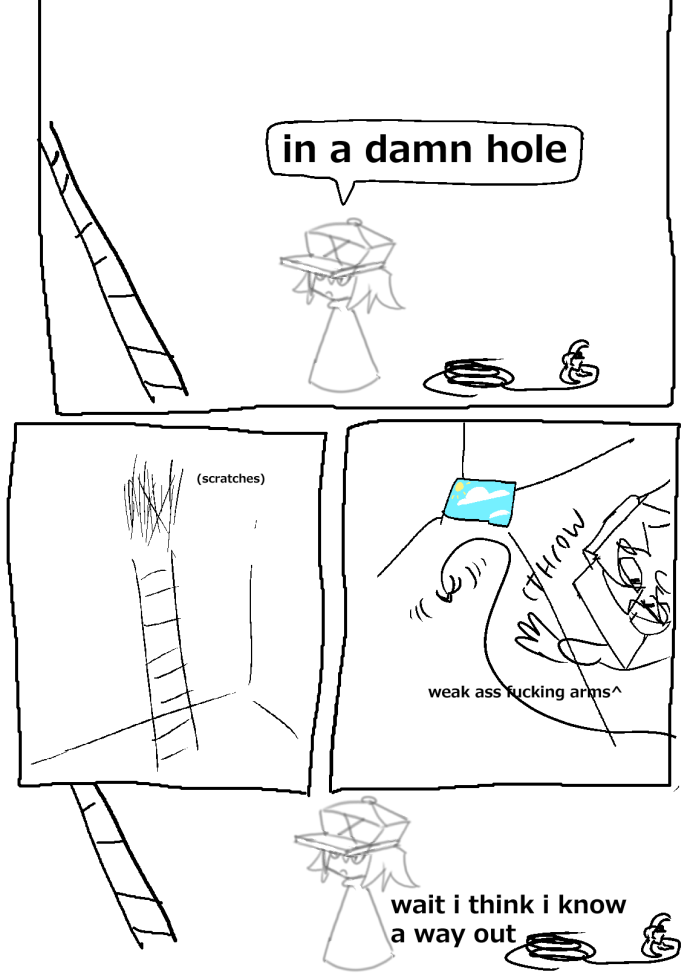 in a damn hole
(scratches)
THROW
weak ass fucking arms^
wait i think i know
a way out